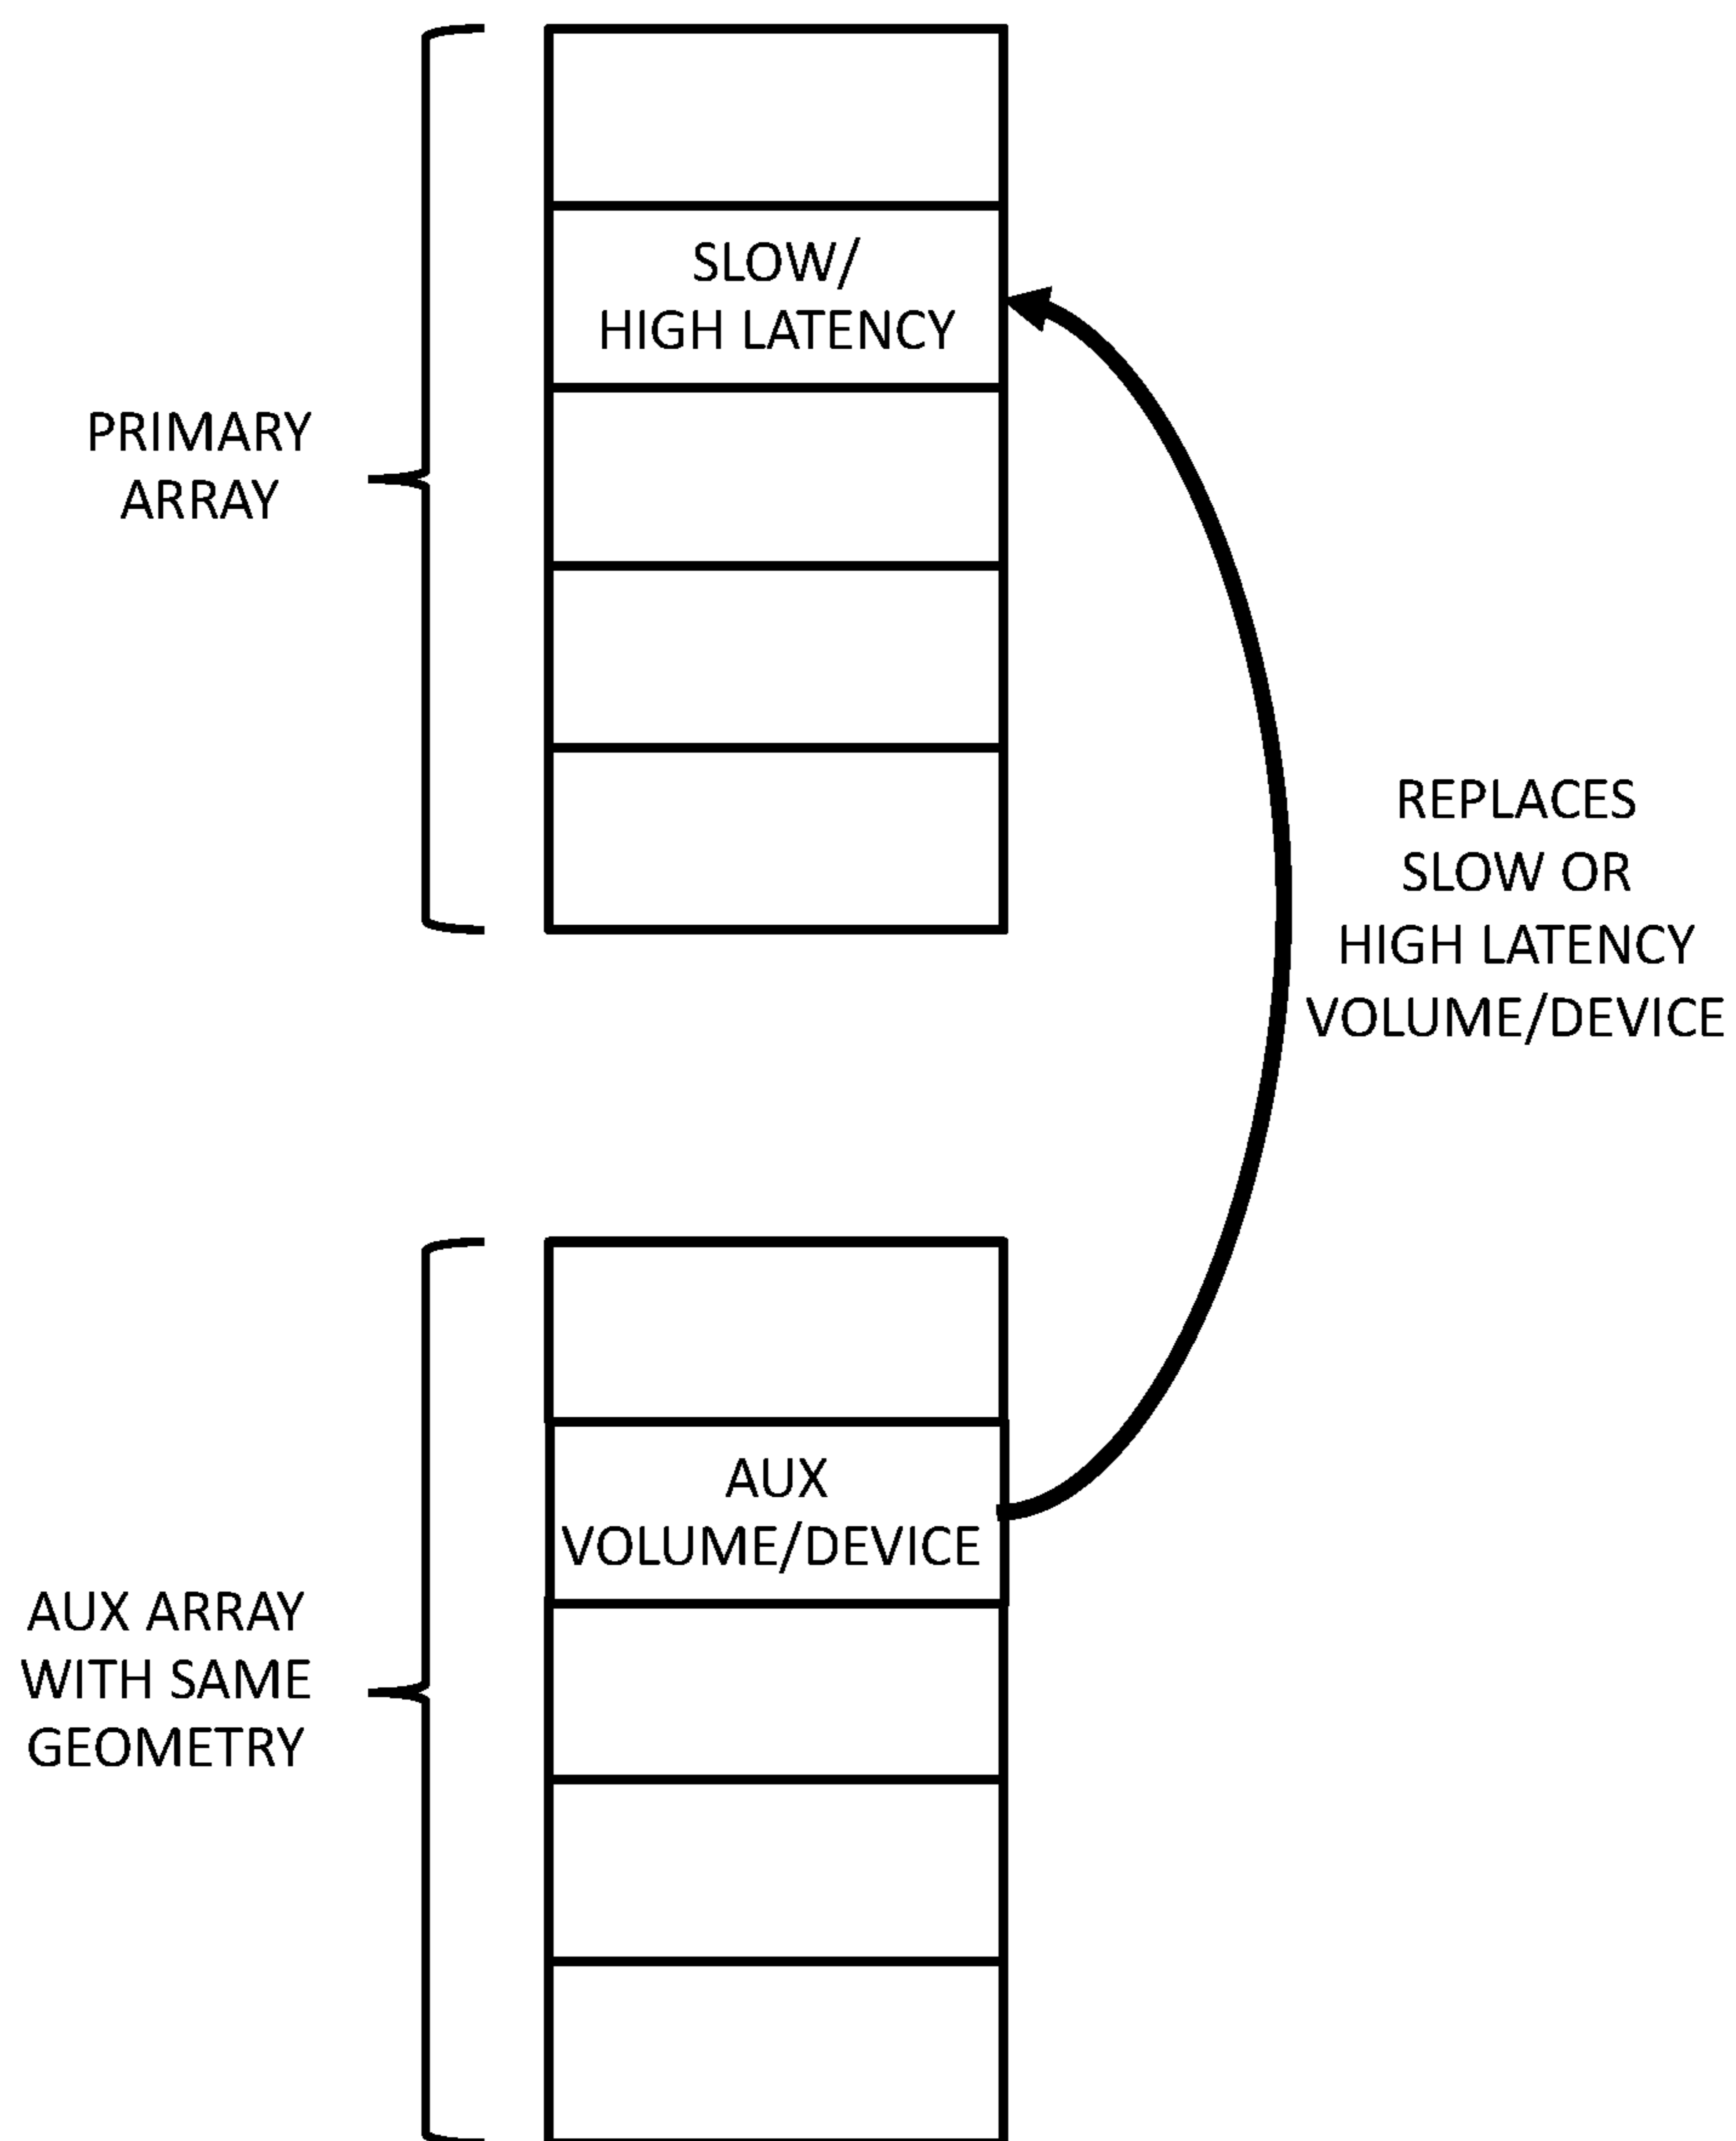 SLOW/
HIGH LATENCY
PRIMARY
ARRAY
REPLACES
SLOW OR
HIGH LATENCY
VOLUME/DEVICE
AUX
VOLUME/DEVICE
AUX ARRAY
WITH SAME
GEOMETRY